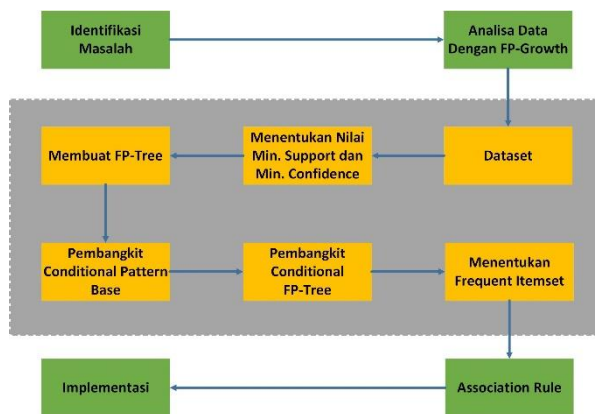 Identifikasi
Masalah
Analisa Data
Dengan FP-Growth
Dataset
Menentukan Nilai
Min. Support dan
Min. Confidence
Membuat FP-Tree
Pembangkit
Conditional Pattern
Base
Pembangkit
Conditional
FP-Tree
Menentukan
Frequent Itemset
Association Rule
Implementasi